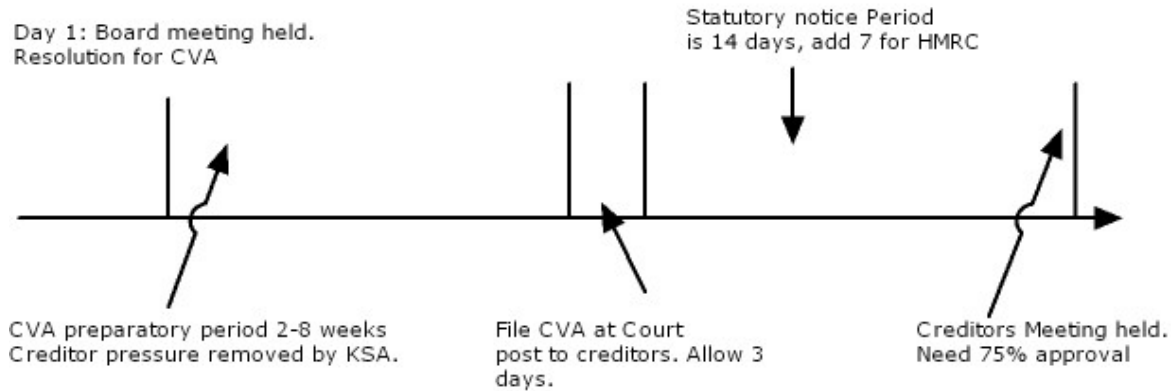 Day 1: Board meeting held.
Resolution for CVA
Statutory notice Period
is 14 days, add 7 for HMRC
CVA preparatory period 2-8 weeks
Creditor pressure removed by KSA.
File CVA at Court
post to creditors. Allow 3
days.
Creditors Meeting held.
Need 75% approval